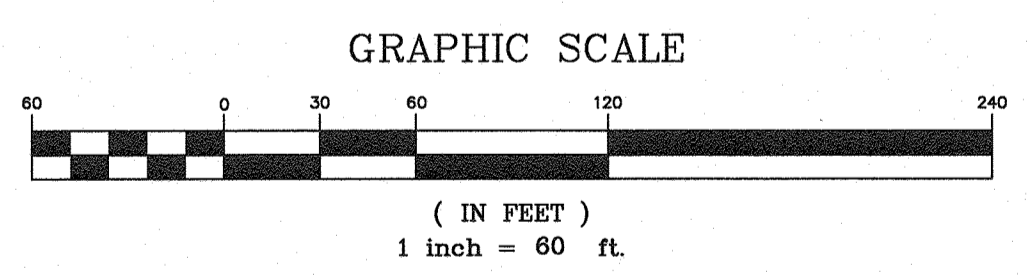 GRAPHIC SCALE
60 0 30 60 120 240
( IN FEET )
1 inch = 60 ft.